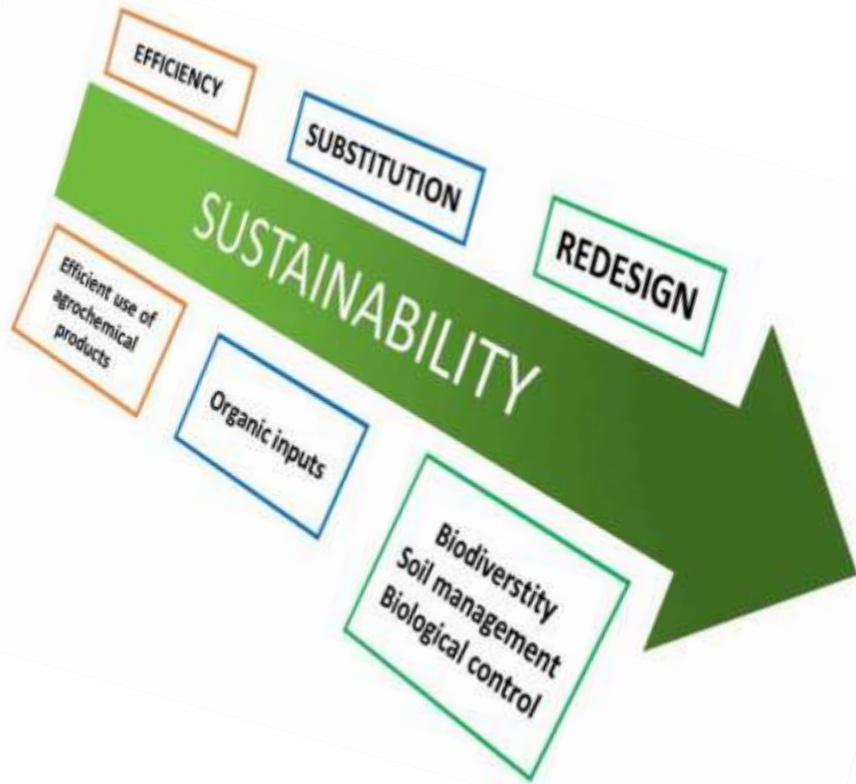 EFFICIENCY
SUBSTITUTION
REDESIGN
SUSTAINABILITY
Efficient use of
agrochemical
products
Organic inputs
Biodiverstity
Soil management
Biological control